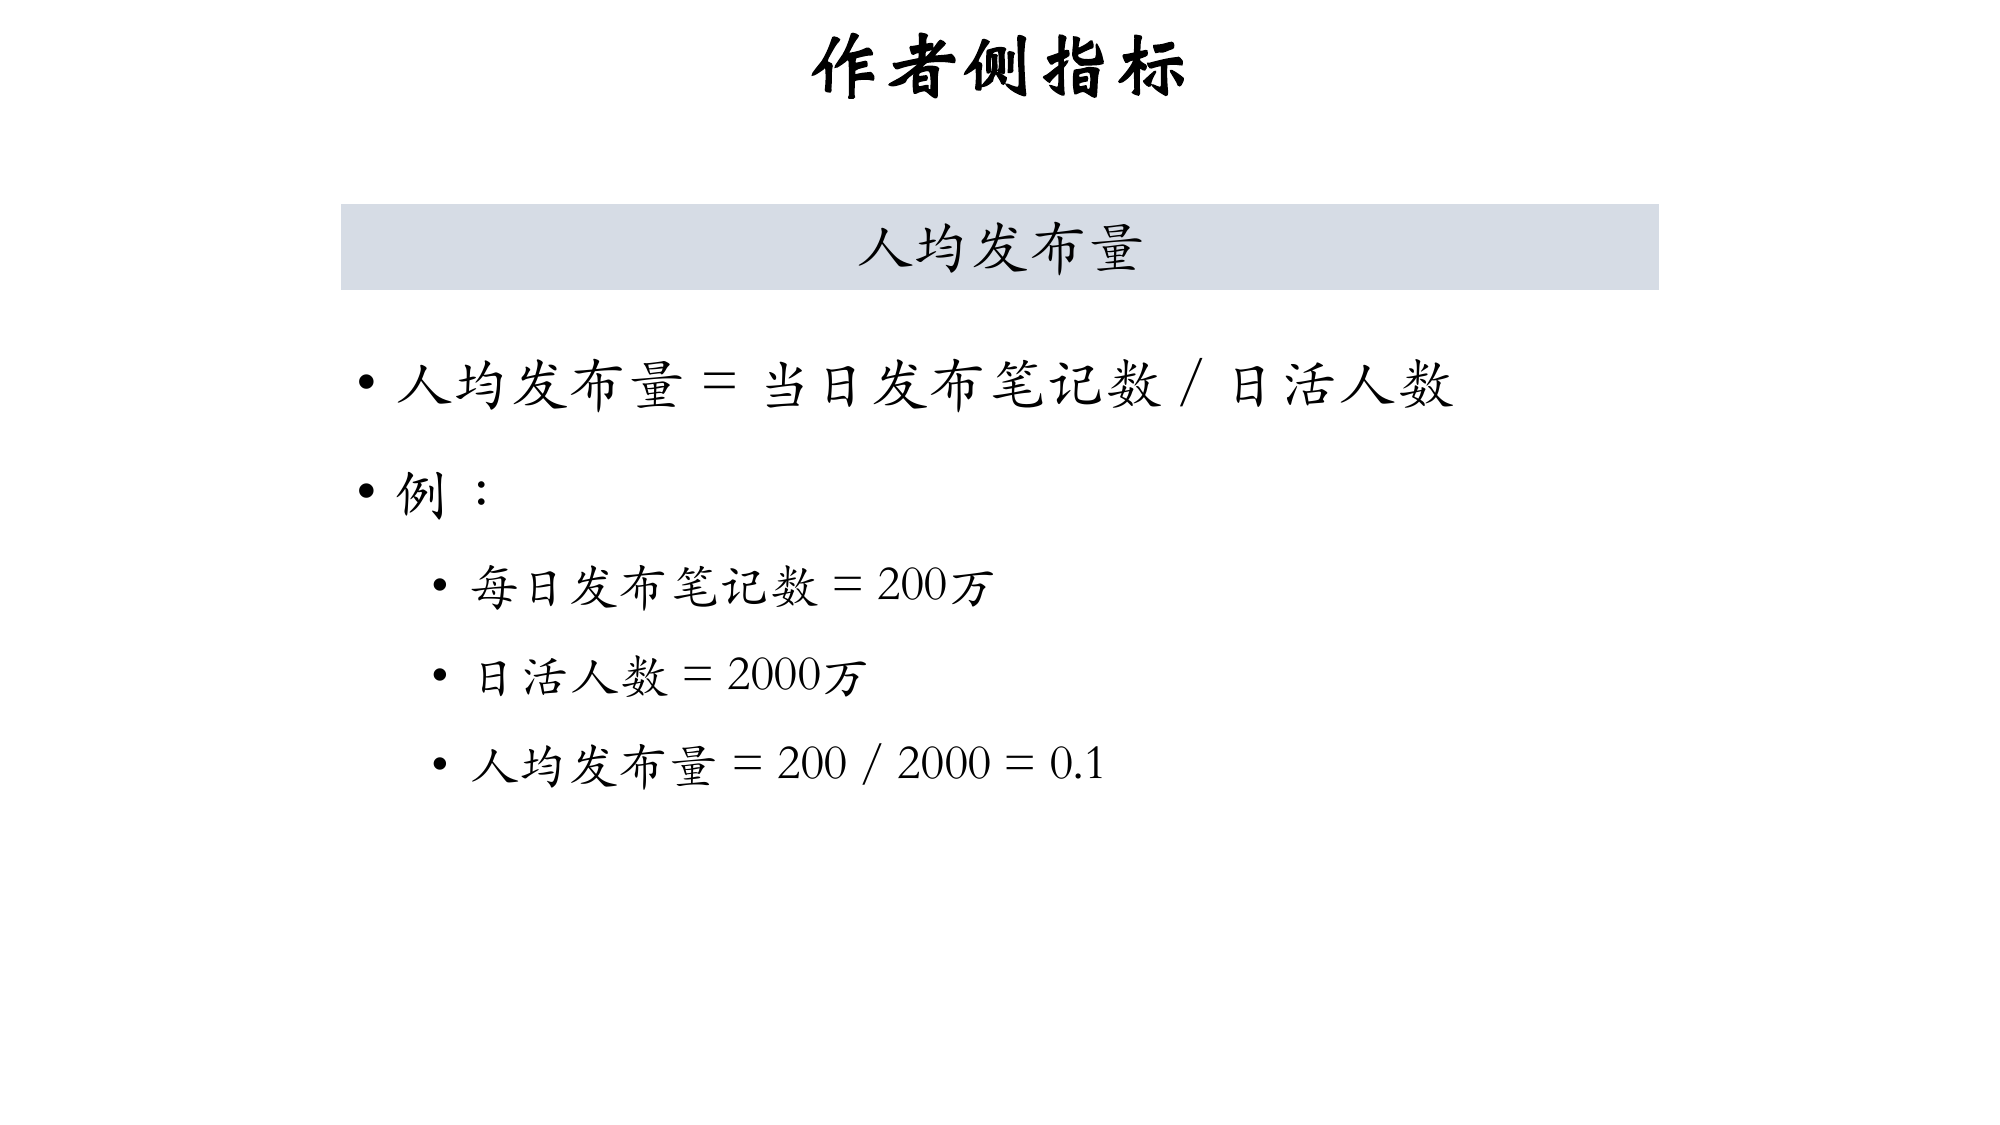 作者侧指标
人均发布量
• 人均发布量 = 当日发布笔记数 / 日活人数
• 例：
• 每日发布笔记数 = 200万
• 日活人数 = 2000万
• 人均发布量 = 200 / 2000 = 0.1